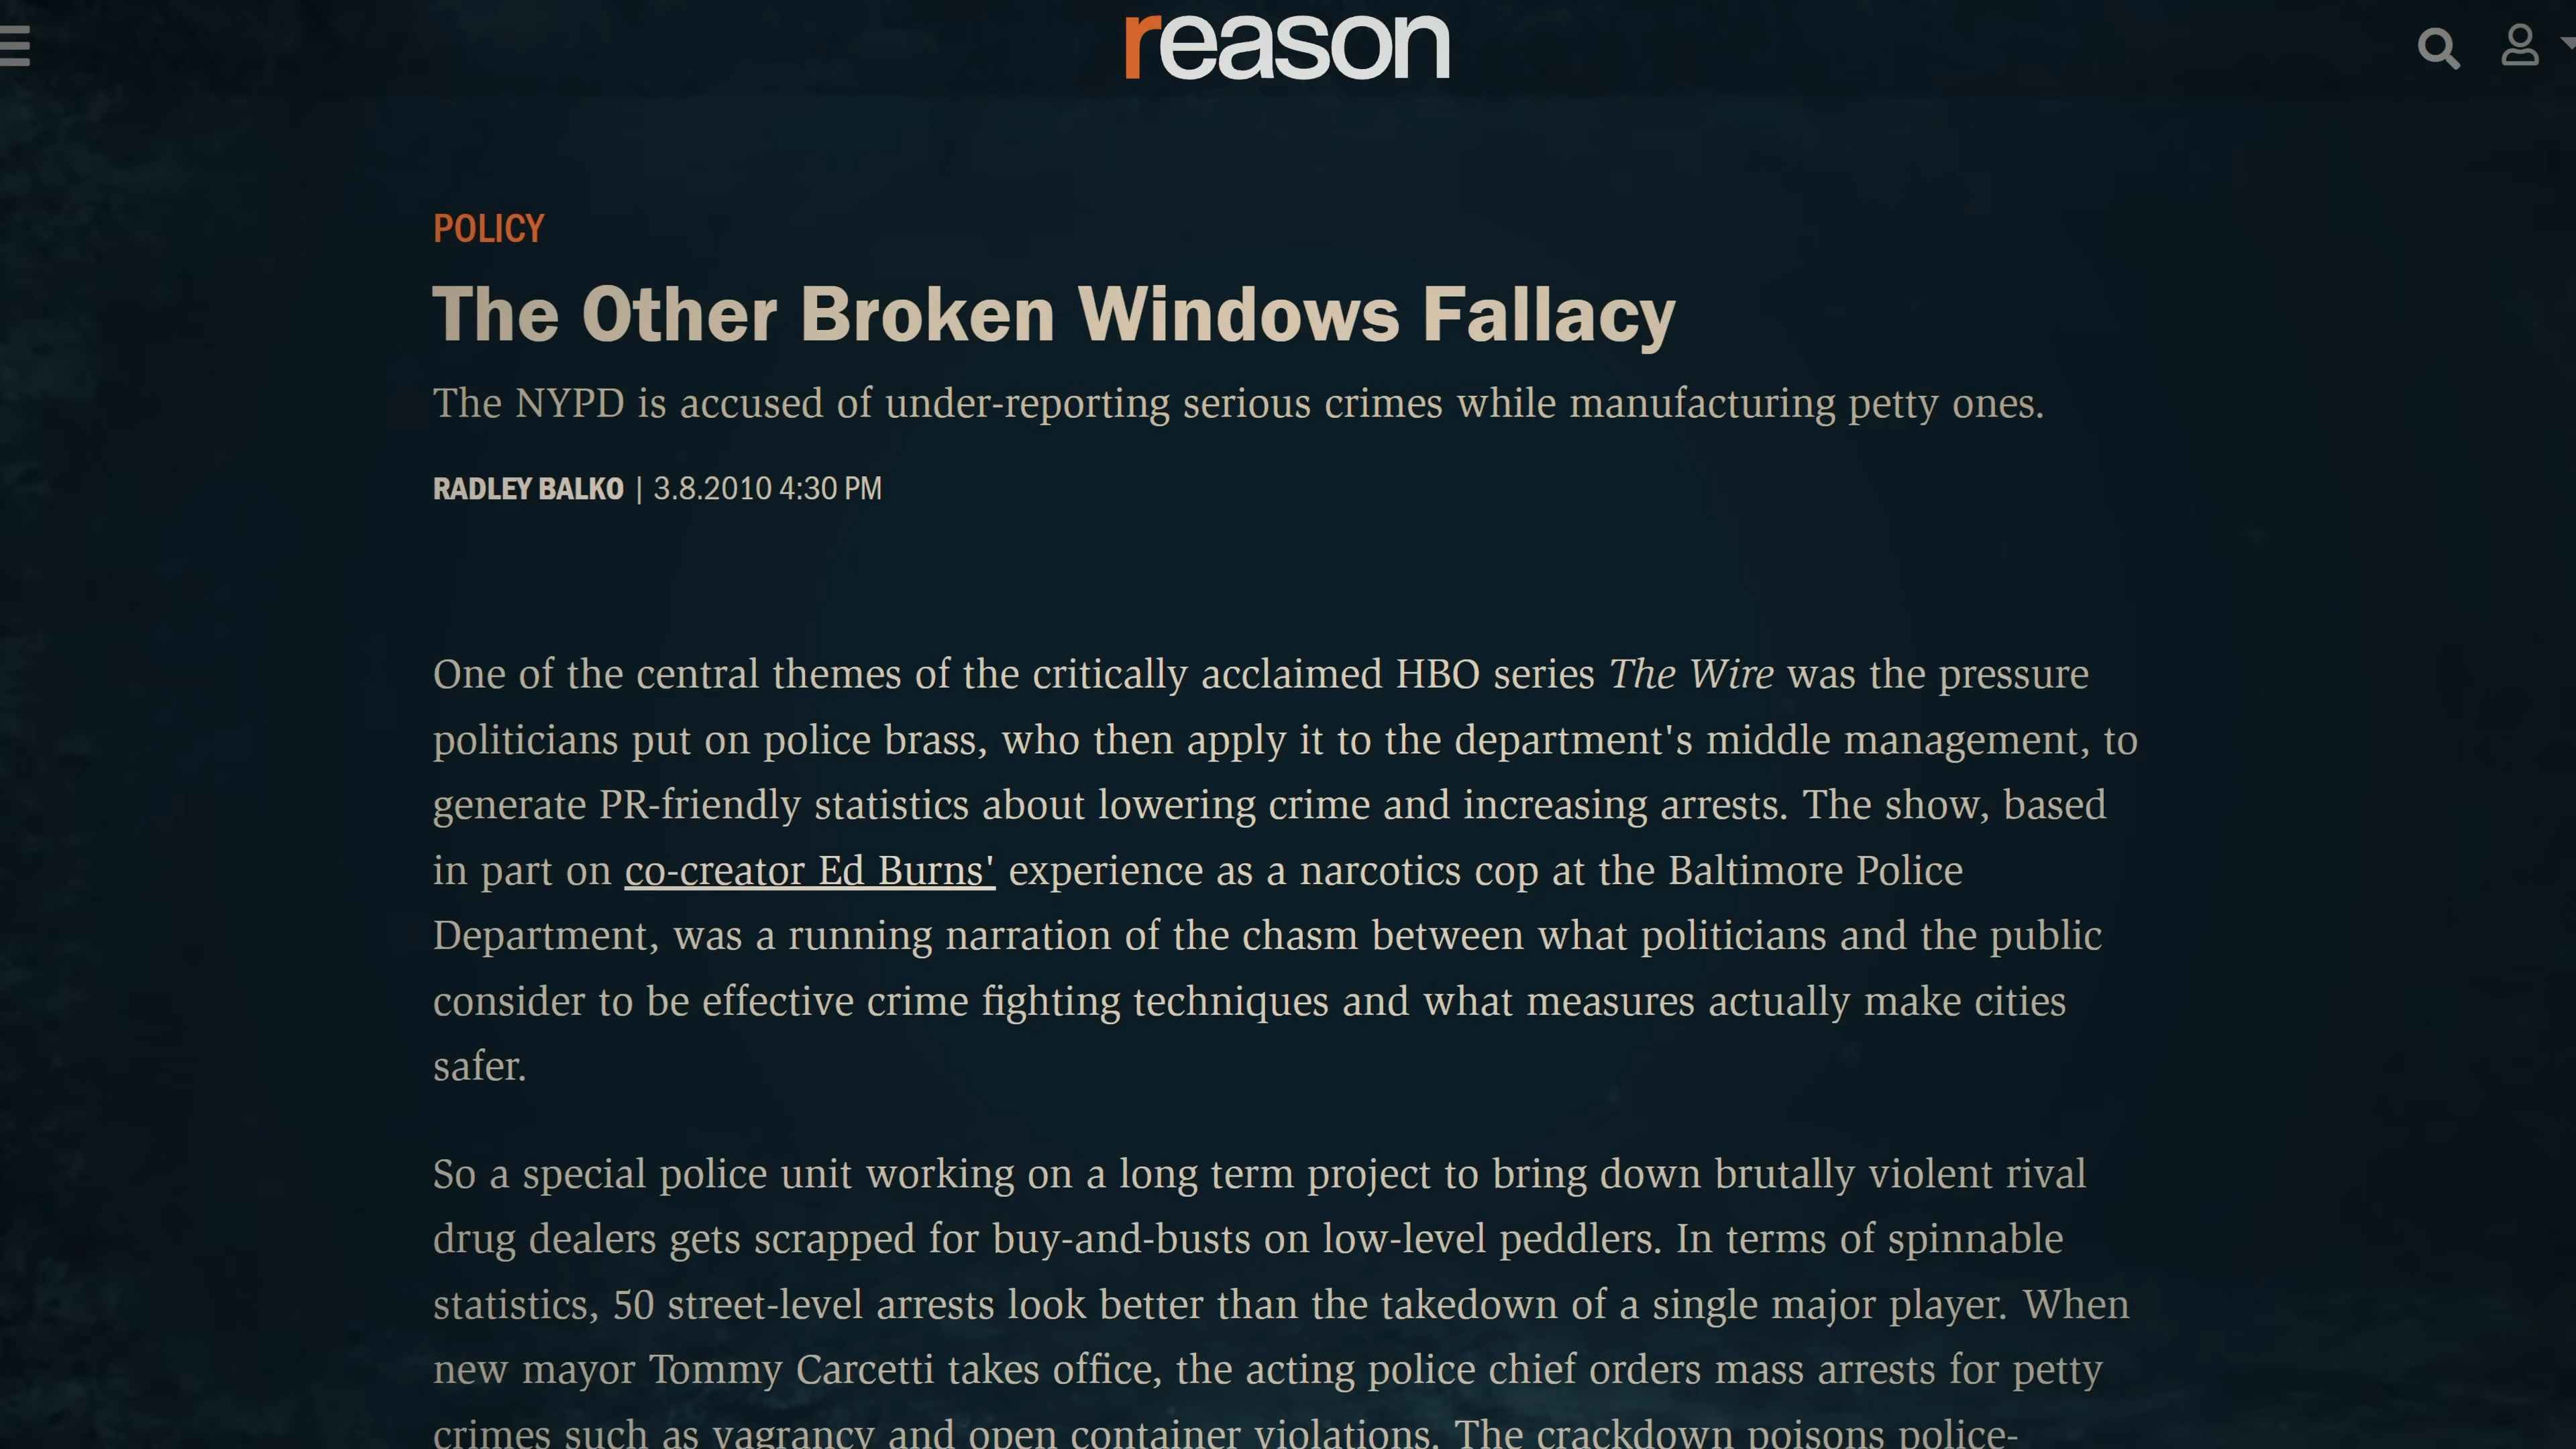 reason
POLICY
The Other Broken Windows Fallacy
The NYPD is accused of under-reporting serious crimes while manufacturing petty ones.
RADLEY BALKO | 3.8.2010 4:30 PM
One of the central themes of the critically acclaimed HBO series The Wire was the pressure
politicians put on police brass, who then apply it to the department's middle management, to
generate PR-friendly statistics about lowering crime and increasing arrests. The show, based
in part on co-creator Ed Burns' experience as a narcotics cop at the Baltimore Police
Department, was a running narration of the chasm between what politicians and the public
consider to be effective crime fighting techniques and what measures actually make cities
safer.
So a special police unit working on a long term project to bring down brutally violent rival
drug dealers gets scrapped for buy-and-busts on low-level peddlers. In terms of spinnable
statistics, 50 street-level arrests look better than the takedown of a single major player. When
new mayor Tommy Carcetti takes office, the acting police chief orders mass arrests for petty
crimes such as vagrancy and open container violations. The crackdown poisons police-